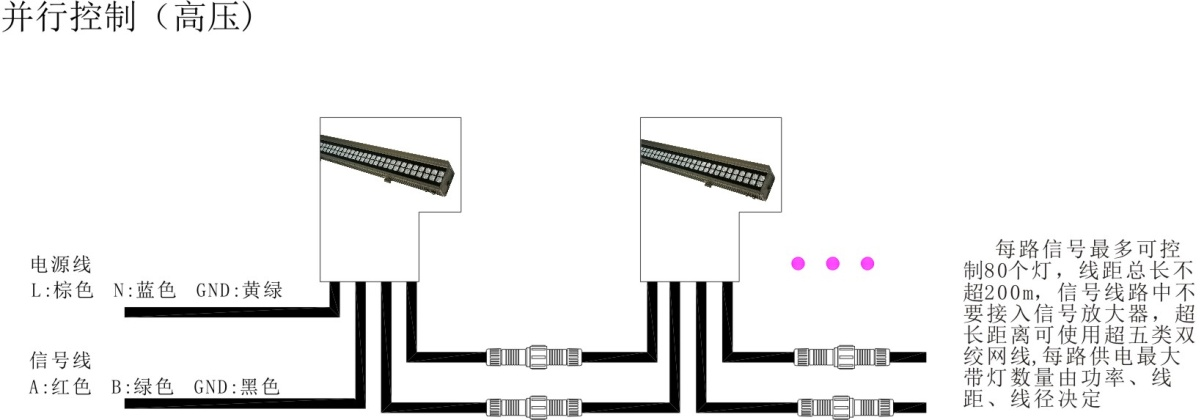 并行控制（高压)
电源线
L:棕色 N:蓝色 GND:黄绿
信号线
A:红色 B:绿色 GND:黑色
每路信号最多可控
制80个灯，线距总长不
超200m，信号线路中不
要接入信号放大器，超
长距离可使用超五类双
绞网线,每路供电最大
带灯数量由功率、线
距、线径决定